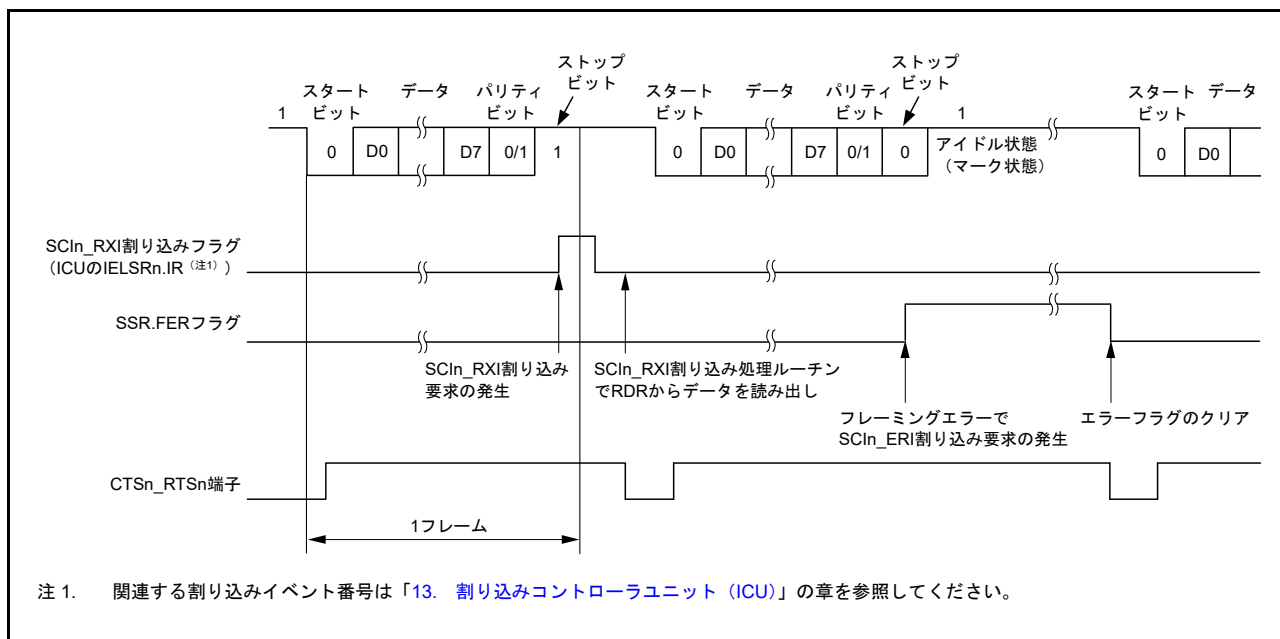 1
スタート
ビット
データ
パリティ
ビット
ストップ
ビット
スタート
ビット
データ
パリティ
ビット
ストップ
ビット
1
スタート
ビット
データ
0 D0 D7 0/1 1 0 D0 D7 0/1 0
アイドル状態
（マーク状態）
0 D0
SCIn_RXI割り込みフラグ
（ICUのIELSRn.IR（注1））
SSR.FERフラグ
SCIn_RXI割り込み
要求の発生
SCIn_RXI割り込み処理ルーチン
でRDRからデータを読み出し
フレーミングエラーで
SCIn_ERI割り込み要求の発生
エラーフラグのクリア
CTSn_RTSn端子
1フレーム
注 1. 関連する割り込みイベント番号は「13. 割り込みコントローラユニット（ICU）」の章を参照してください。